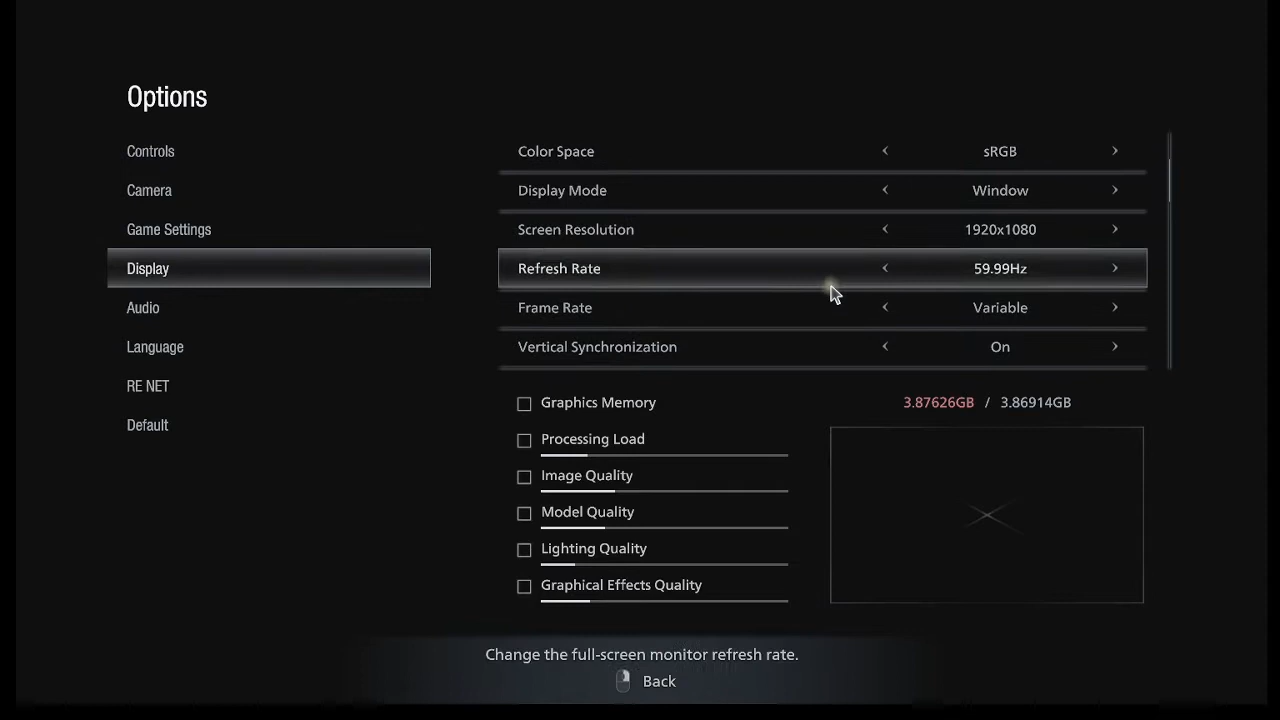 Options
Controls
Camera
Game Settings
Display
Audio
Language
RE NET
Default
Color Space sRGB
Display Mode Window
Screen Resolution 1920x1080
Refresh Rate 59.99Hz
Frame Rate Variable
Vertical Synchronization On
Graphics Memory 3.87626GB / 3.86914GB
Processing Load
Image Quality
Model Quality
Lighting Quality
Graphical Effects Quality
Change the full-screen monitor refresh rate.
Back